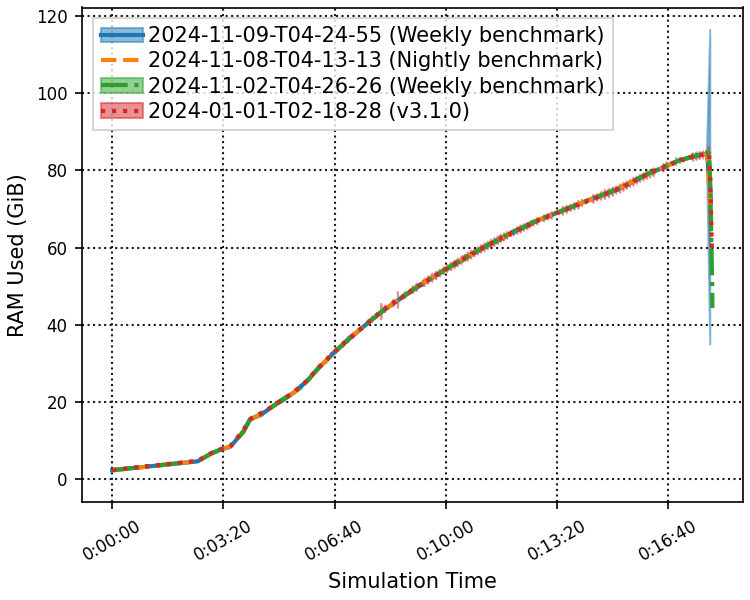 120
100
80
60
40
20
0
RAM Used (GiB)
2024-11-09-T04-24-55 (Weekly benchmark)
2024-11-08-T04-13-13 (Nightly benchmark)
2024-11-02-T04-26-26 (Weekly benchmark)
2024-01-01-T02-18-28 (v3.1.0)
0:00:00
0:03:20
0:06:40
0:10:00
0:13:20
0:16:40
Simulation Time